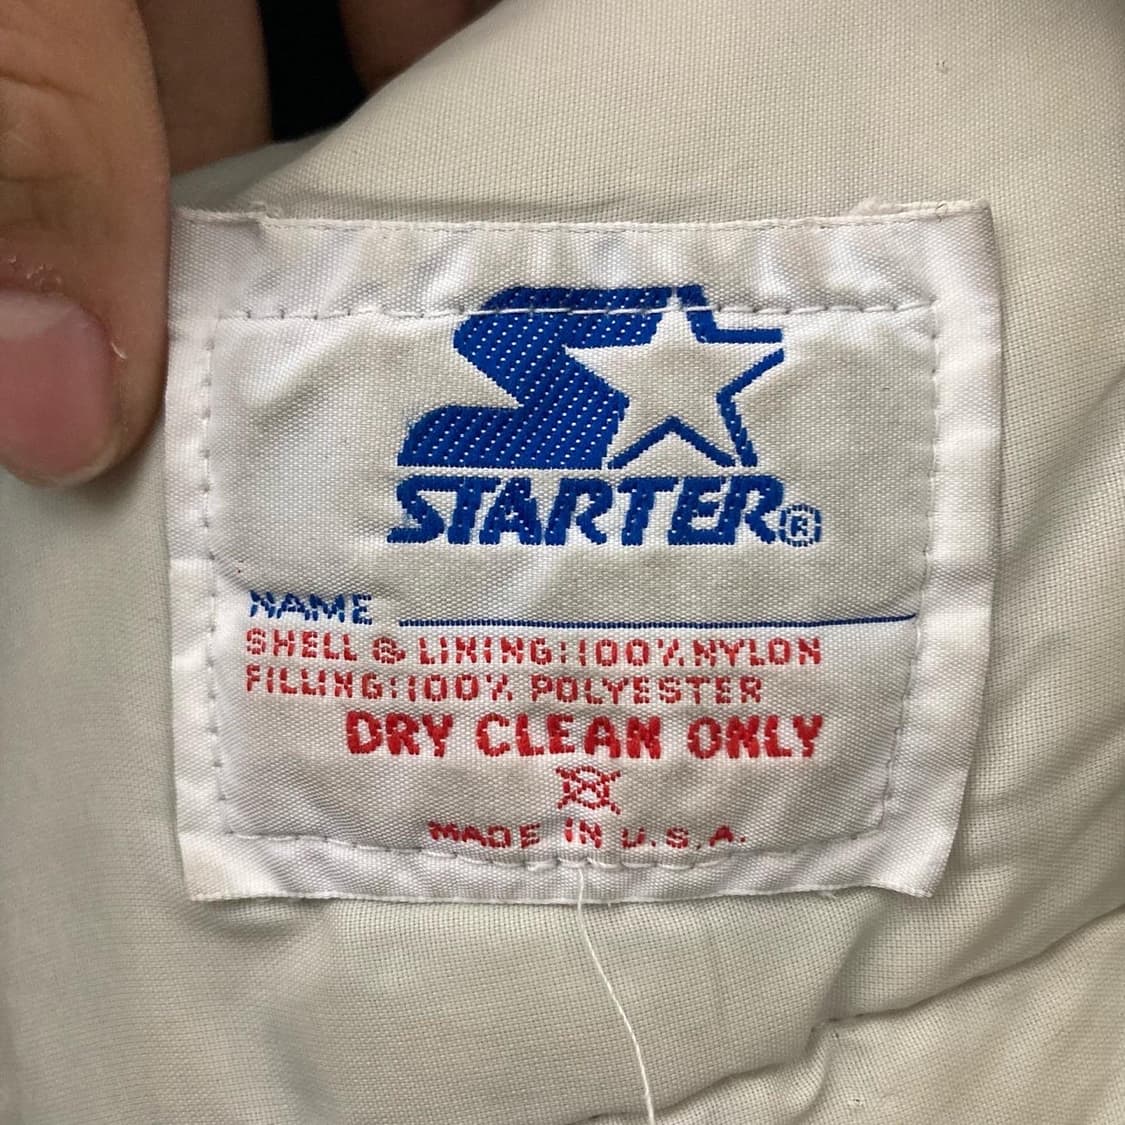 STARTER®
NAME
SHELL & LINING:100% NYLON
FILLING:100% POLYESTER
DRY CLEAN ONLY
MADE IN U.S.A.